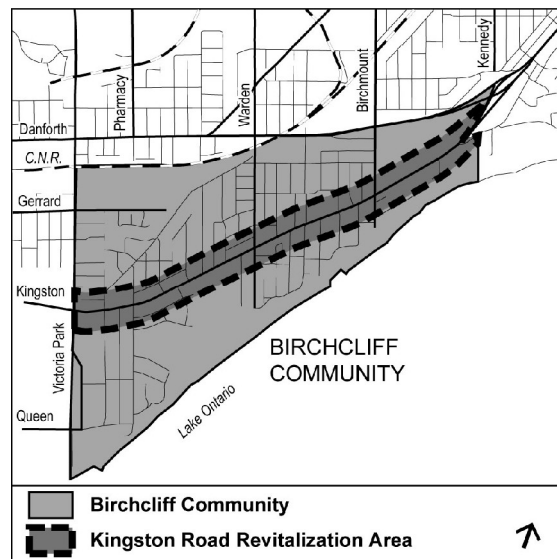 Kennedy
Pharmacy
Warden
Birchmount
Danforth
C.N.R.
Gerrard
Kingston
Victoria Park
BIRCHCLIFF
COMMUNITY
Queen
Lake Ontario
Birchcliff Community
Kingston Road Revitalization Area